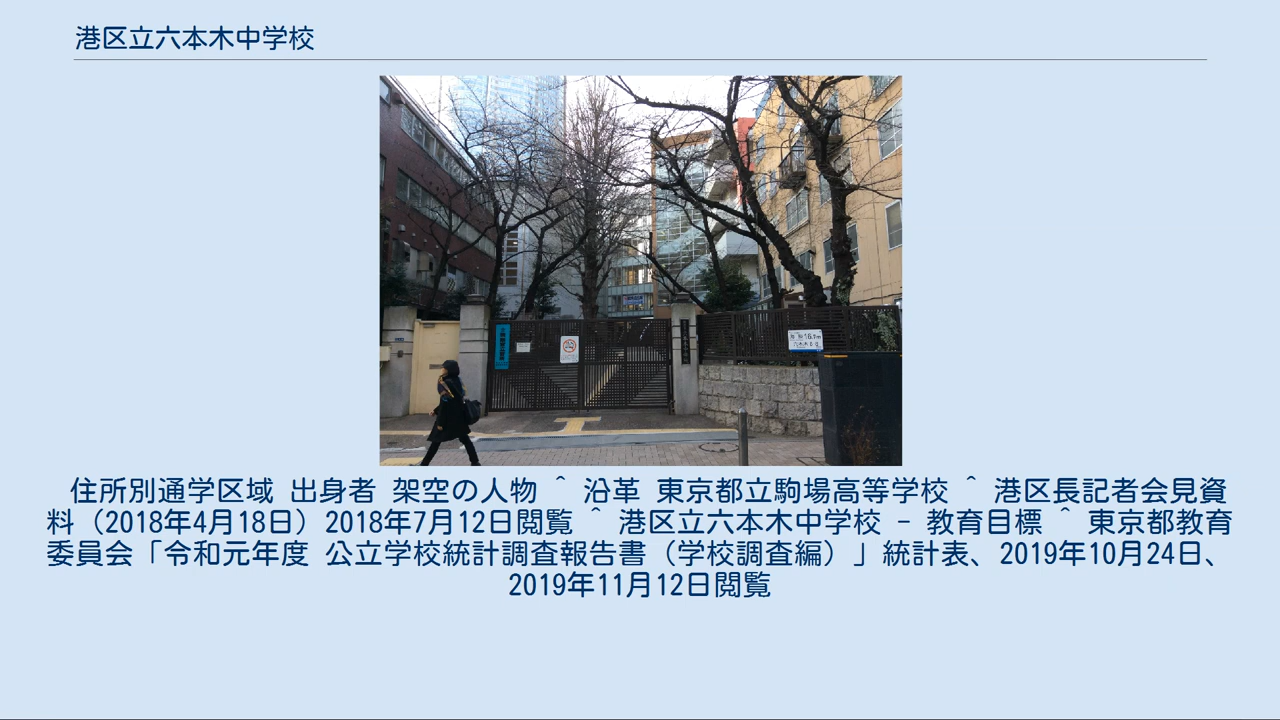 港区立六本木中学校
住所別通学区域 出身者 架空の人物 ^ 沿革 東京都立駒場高等学校 ^ 港区長記者会見資
料（2018年4月18日）2018年7月12日閲覧 ^ 港区立六本木中学校 - 教育目標 ^ 東京都教育
委員会「令和元年度 公立学校統計調査報告書（学校調査編）」統計表、2019年10月24日、
2019年11月12日閲覧